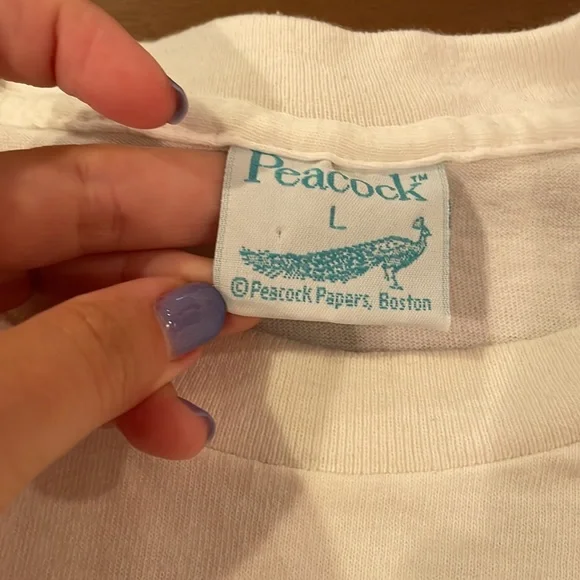 Peacock™
L
©Peacock Papers, Boston